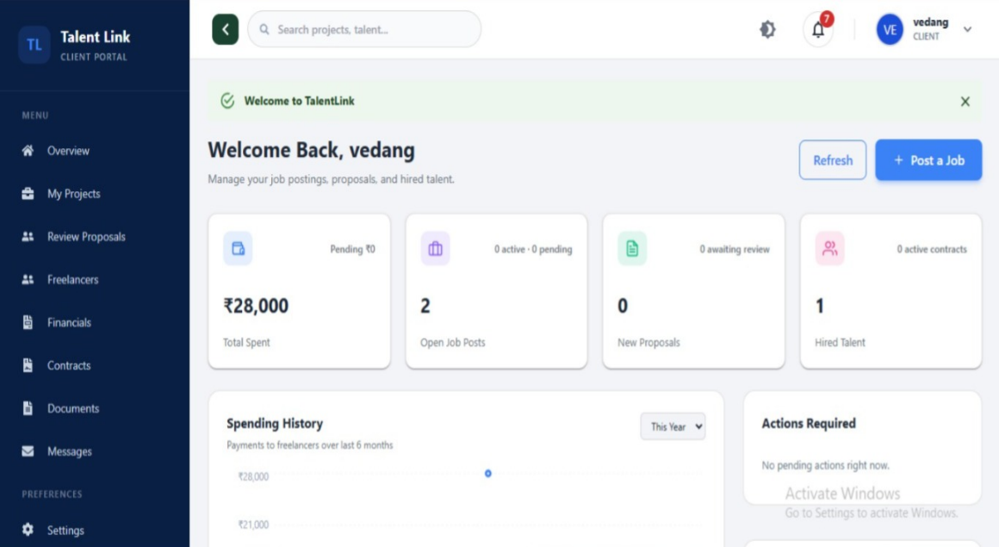 TL
Talent Link
CLIENT PORTAL
MENU
Overview
My Projects
Review Proposals
Freelancers
Financials
Contracts
Documents
Messages
PREFERENCES
Settings
Search projects, talent...
7
VE
vedang
CLIENT
Welcome to TalentLink
Welcome Back, vedang
Manage your job postings, proposals, and hired talent.
Refresh
+ Post a Job
Pending ₹0
₹28,000
Total Spent
0 active · 0 pending
2
Open Job Posts
0 awaiting review
0
New Proposals
0 active contracts
1
Hired Talent
Spending History
Payments to freelancers over last 6 months
This Year
₹28,000
₹21,000
Actions Required
No pending actions right now.
Activate Windows
Go to Settings to activate Windows.